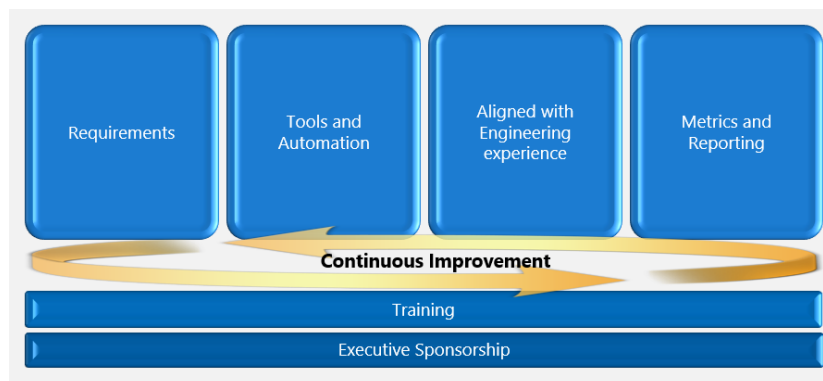 Requirements
Tools and
Automation
Aligned with
Engineering
experience
Metrics and
Reporting
Continuous Improvement
Training
Executive Sponsorship